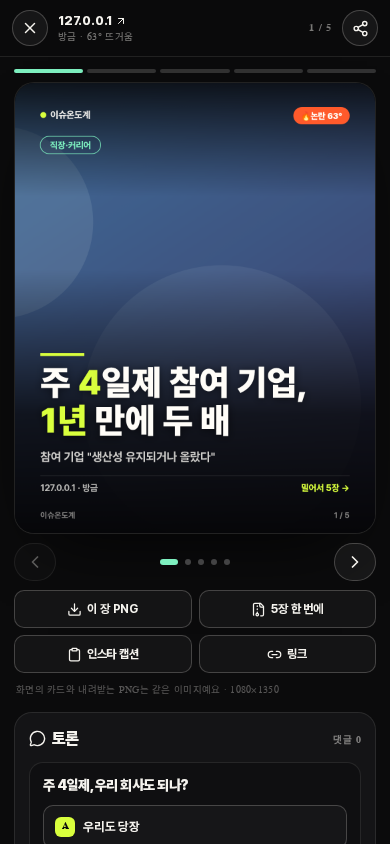 127.0.0.1
방금 · 63° 뜨거움
1 / 5
이슈온도계
🔥논란 63°
직장·커리어
주 4일제 참여 기업,
1년 만에 두 배
참여 기업 "생산성 유지되거나 올랐다"
127.0.0.1 · 방금
밀어서 5장 →
이슈온도계
1 / 5
이 장 PNG
5장 한 번에
인스타 캡션
링크
화면의 카드와 내려받는 PNG는 같은 이미지예요 · 1080×1350
토론
댓글 0
주 4일제, 우리 회사도 되나?
A 우리도 당장